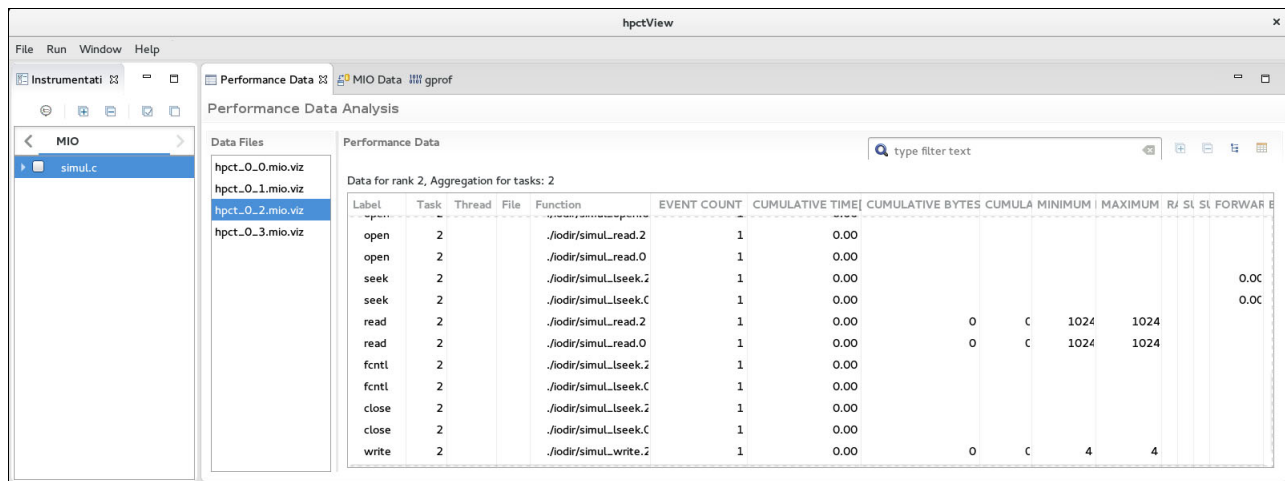 hpctView ×
File Run Window Help
Instrumentati
Performance Data MIO Data gprof
Performance Data Analysis
MIO
simul.c
Data Files
hpct_0_0.mio.viz
hpct_0_1.mio.viz
hpct_0_2.mio.viz
hpct_0_3.mio.viz
Performance Data
type filter text
Data for rank 2, Aggregation for tasks: 2
Label Task Thread File Function EVENT COUNT CUMULATIVE TIME[ CUMULATIVE BYTES CUMULA MINIMUM MAXIMUM RA SU SU FORWAR B
open 2 ./iodir/simul_read.2 1 0.00
open 2 ./iodir/simul_read.0 1 0.00
seek 2 ./iodir/simul_lseek.2 1 0.00 0.00
seek 2 ./iodir/simul_lseek.0 1 0.00 0.00
read 2 ./iodir/simul_read.2 1 0.00 0 0 1024 1024
read 2 ./iodir/simul_read.0 1 0.00 0 0 1024 1024
fcntl 2 ./iodir/simul_lseek.2 1 0.00
fcntl 2 ./iodir/simul_lseek.0 1 0.00
close 2 ./iodir/simul_lseek.2 1 0.00
close 2 ./iodir/simul_lseek.0 1 0.00
write 2 ./iodir/simul_write.2 1 0.00 0 0 4 4